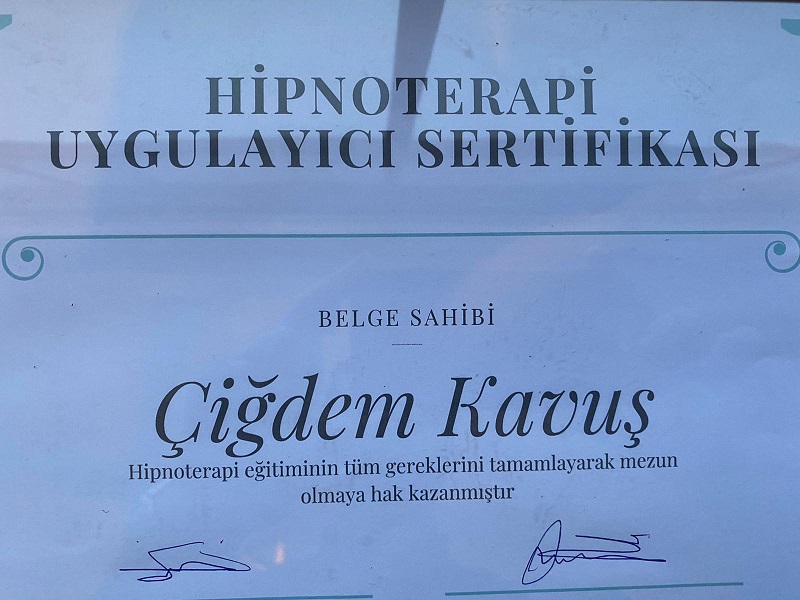 HİPNOTERAPİ
UYGULAYICI SERTİFİKASI
BELGE SAHİBİ
Çiğdem Kavuş
Hipnoterapi eğitiminin tüm gereklerini tamamlayarak mezun
olmaya hak kazanmıştır